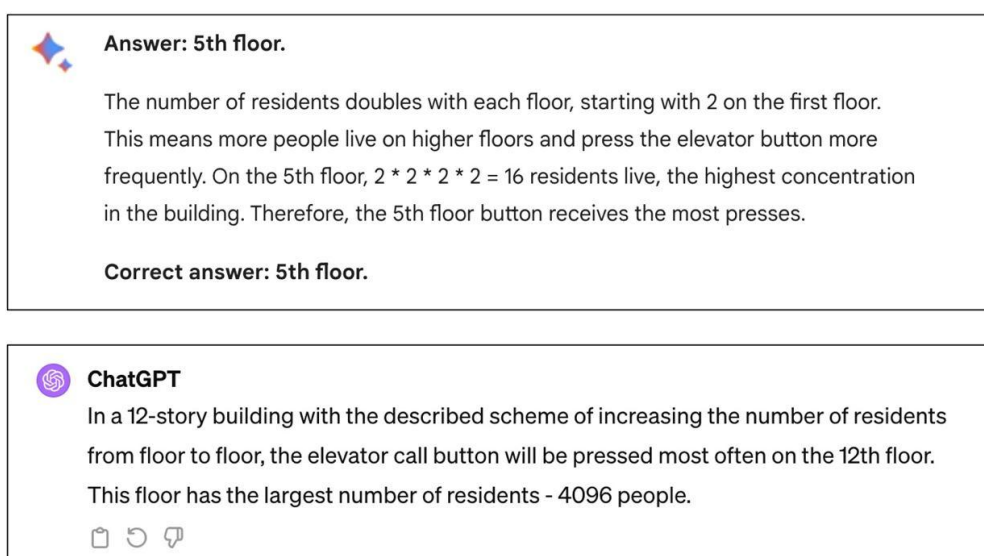 Answer: 5th floor.
The number of residents doubles with each floor, starting with 2 on the first floor.
This means more people live on higher floors and press the elevator button more
frequently. On the 5th floor, 2 * 2 * 2 * 2 = 16 residents live, the highest concentration
in the building. Therefore, the 5th floor button receives the most presses.
Correct answer: 5th floor.
ChatGPT
In a 12-story building with the described scheme of increasing the number of residents
from floor to floor, the elevator call button will be pressed most often on the 12th floor.
This floor has the largest number of residents - 4096 people.